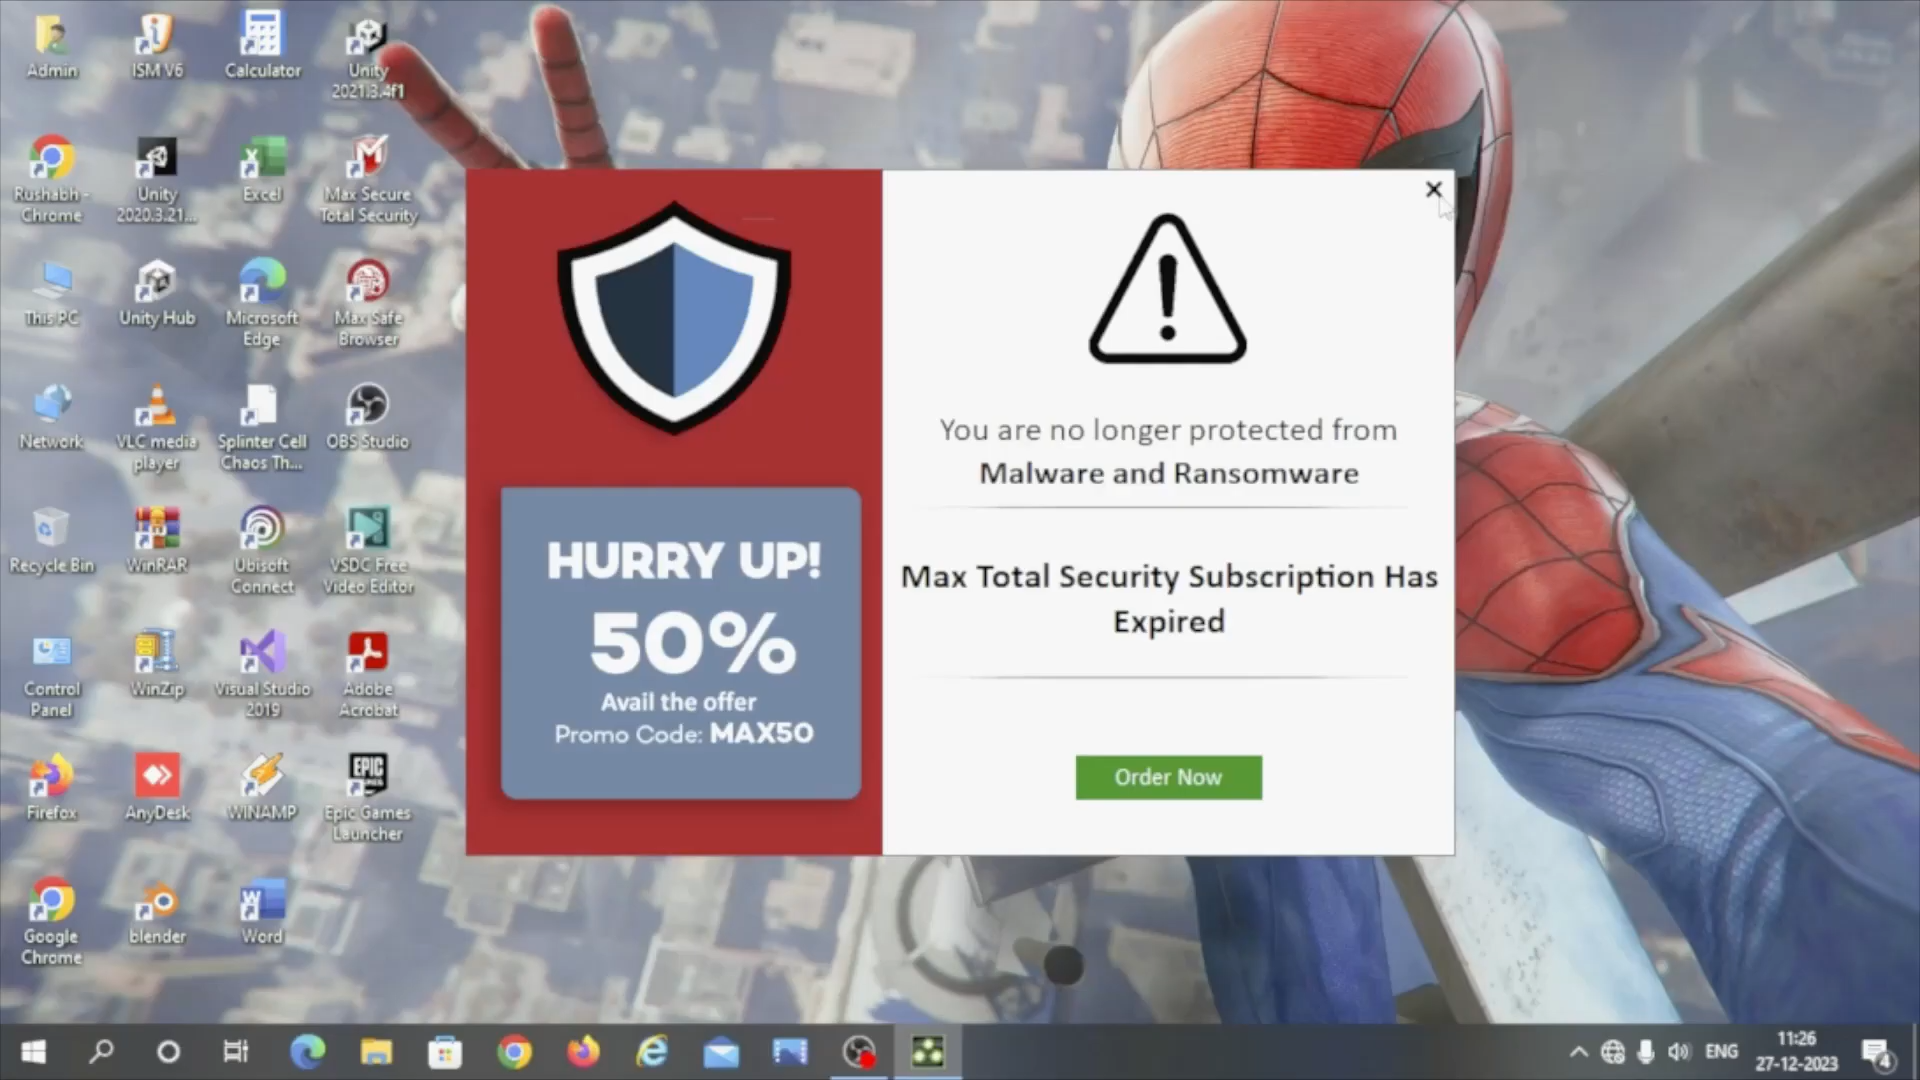 Admin
ISM V6
Calculator
Unity
2021.3.4f1
Rushabh -
Chrome
Unity
2020.3.21...
Excel
Max Secure
Total Security
This PC
Unity Hub
Microsoft
Edge
Max Safe
Browser
Network
VLC media
player
Splinter Cell
Chaos Th...
OBS Studio
Recycle Bin
WinRAR
Ubisoft
Connect
VSDC Free
Video Editor
Control
Panel
WinZip
Visual Studio
2019
Adobe
Acrobat
Firefox
AnyDesk
WINAMP
EPIC
Epic Games
Launcher
Google
Chrome
blender
Word
HURRY UP!
50%
Avail the offer
Promo Code: MAX50
You are no longer protected from
Malware and Ransomware
Max Total Security Subscription Has
Expired
Order Now
ENG
11:26
27-12-2023
4